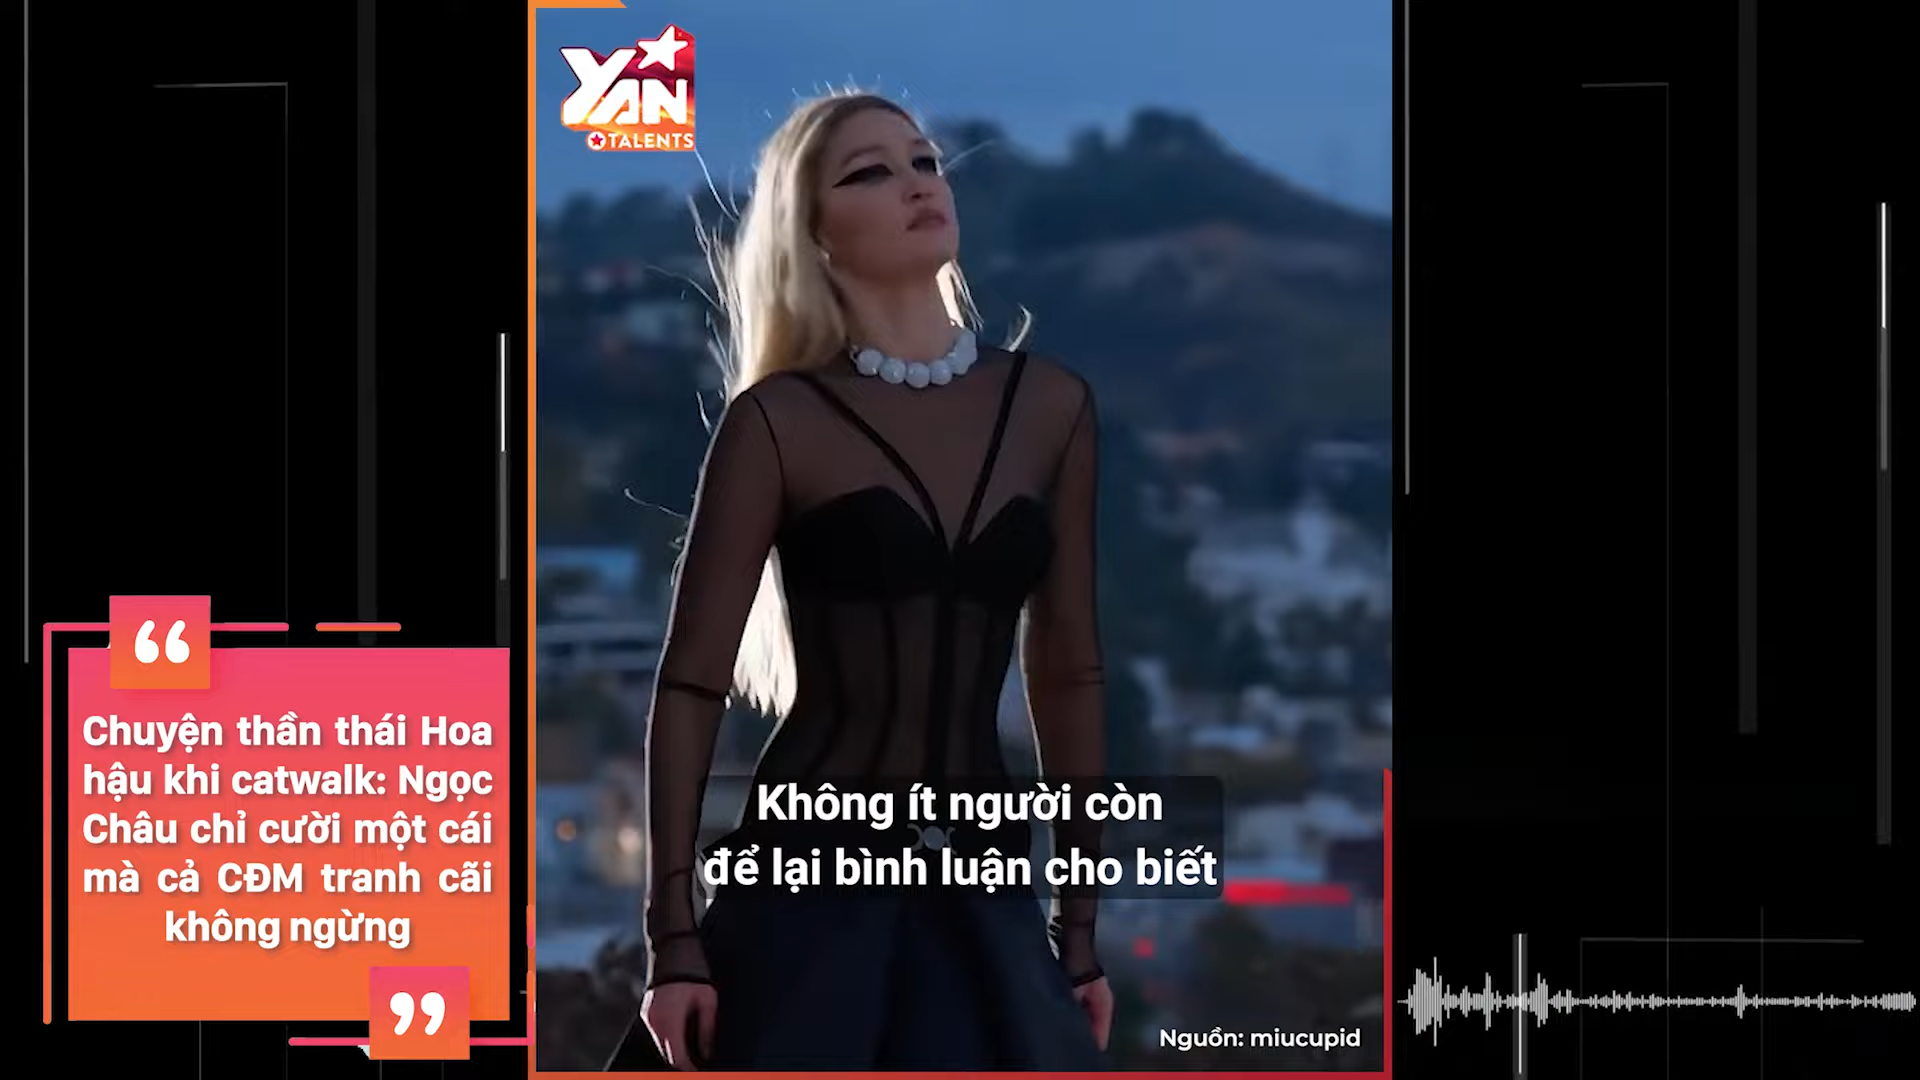 YAN
TALENTS
Chuyện thần thái Hoa
hậu khi catwalk: Ngọc
Châu chỉ cười một cái
mà cả CĐM tranh cãi
không ngừng
Không ít người còn
để lại bình luận cho biết
Nguồn: miucupid